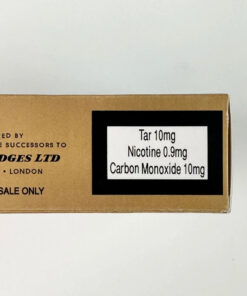 ED BY
E SUCCESSORS TO
DGES LTD
• LONDON
SALE ONLY
Tar 10mg
Nicotine 0.9mg
Carbon Monoxide 10mg